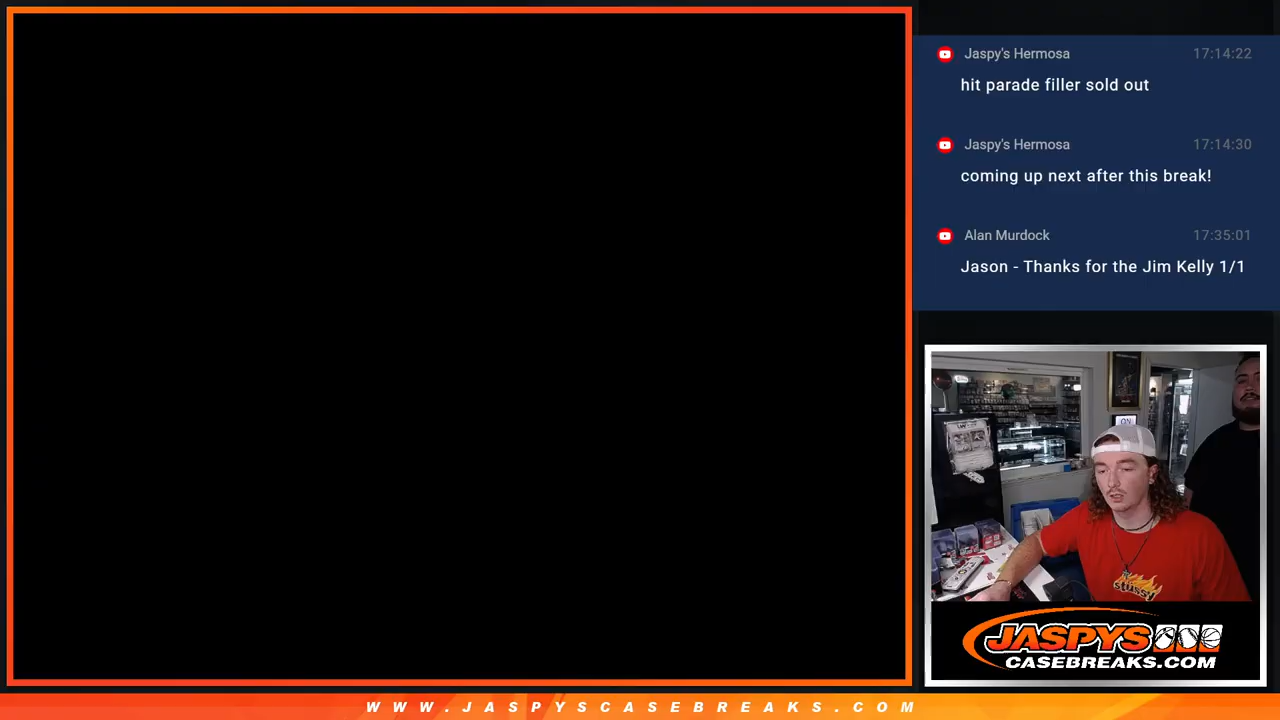 Jaspy's Hermosa 17:14:22
hit parade filler sold out
Jaspy's Hermosa 17:14:30
coming up next after this break!
Alan Murdock 17:35:01
Jason - Thanks for the Jim Kelly 1/1
ON
stussy
JASPYS
CASEBREAKS.COM
WWW.JASPYSCASEBREAKS.COM